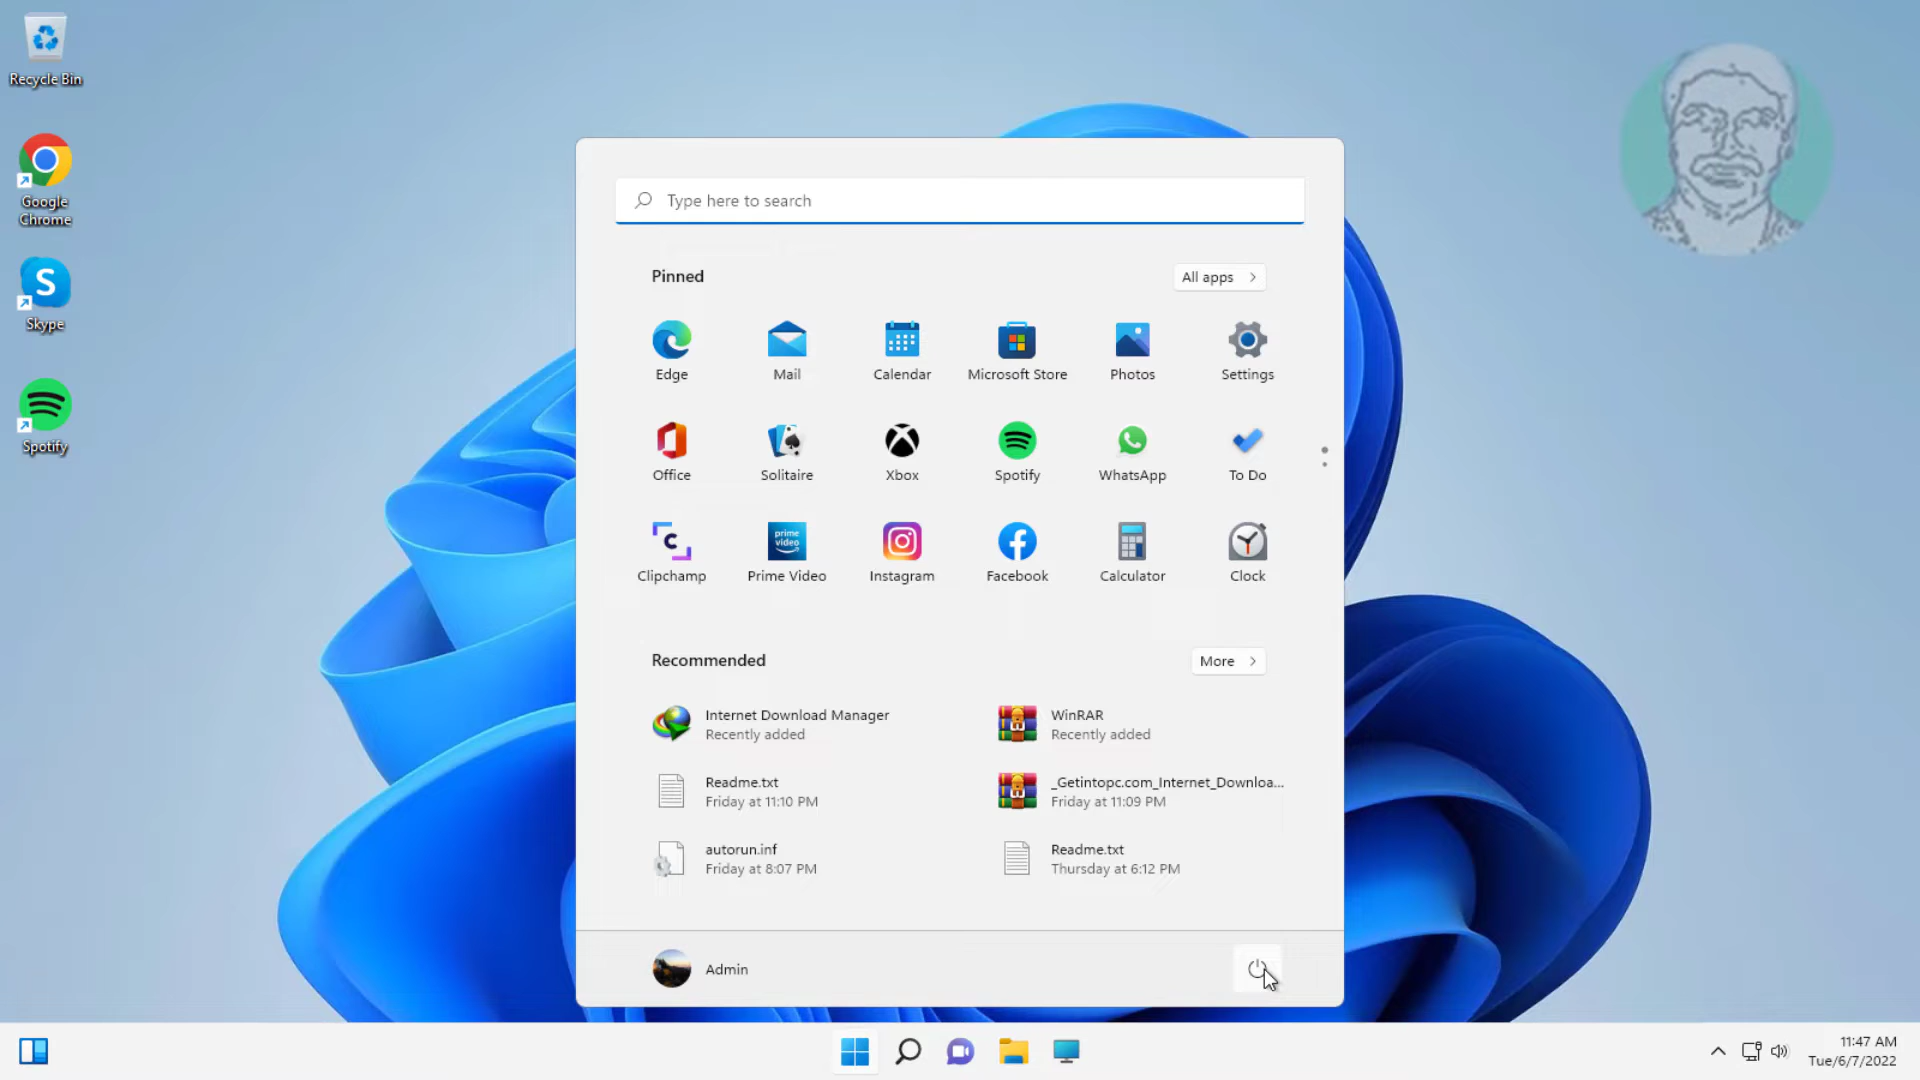 Recycle Bin
Google
Chrome
S
Skype
Spotify
Type here to search
Pinned
All apps
Edge
Mail
Calendar
Microsoft Store
Photos
Settings
Office
Solitaire
Xbox
Spotify
WhatsApp
To Do
C
prime
video
Clipchamp
Prime Video
Instagram
Facebook
Calculator
Clock
Recommended
More
Internet Download Manager
Recently added
WinRAR
Recently added
Readme.txt
Friday at 11:10 PM
_Getintopc.com_Internet_Downloa...
Friday at 11:09 PM
autorun.inf
Friday at 8:07 PM
Readme.txt
Thursday at 6:12 PM
Admin
11:47 AM
Tue/6/7/2022